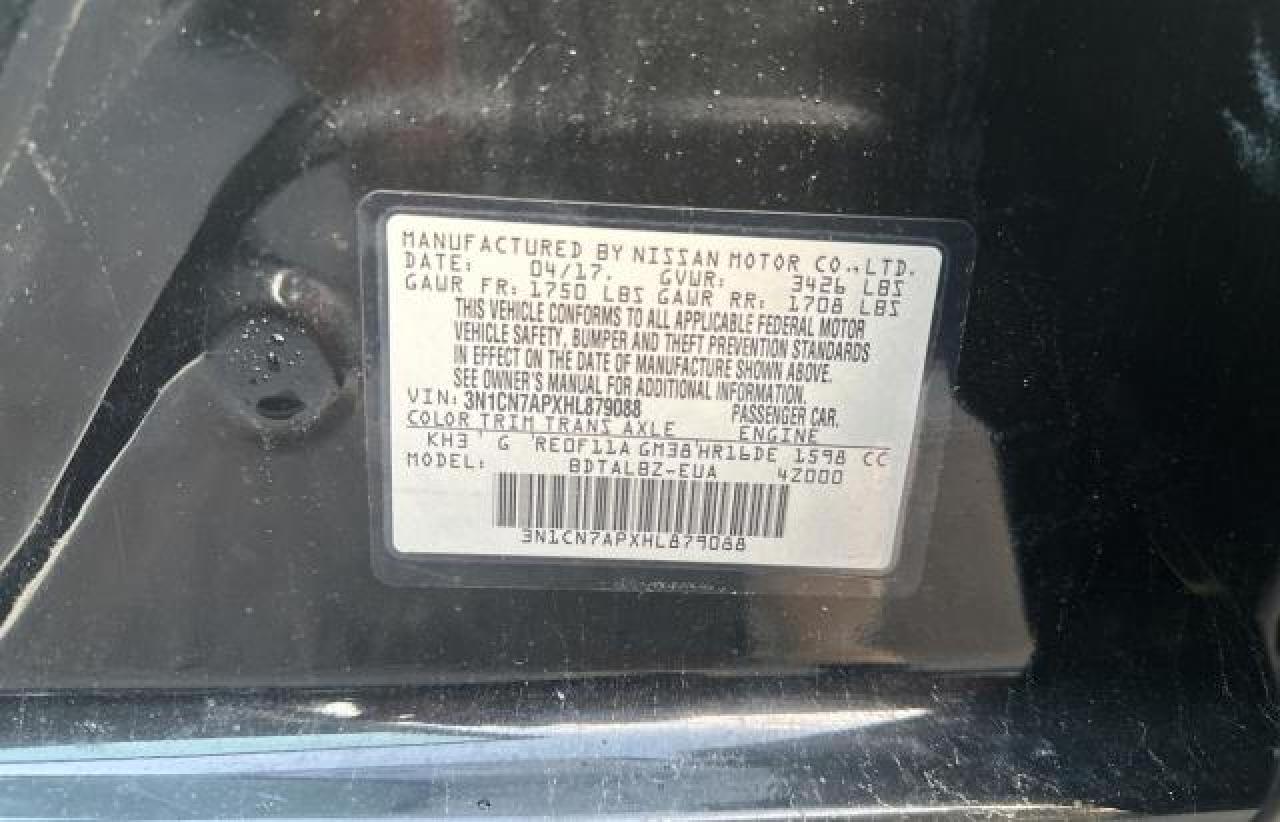 MANUFACTURED BY NISSAN MOTOR CO.,LTD.
DATE: 04/17. GVWR: 3426 LBS
GAWR FR: 1750 LBS GAWR RR: 1708 LBS
THIS VEHICLE CONFORMS TO ALL APPLICABLE FEDERAL MOTOR
VEHICLE SAFETY, BUMPER AND THEFT PREVENTION STANDARDS
IN EFFECT ON THE DATE OF MANUFACTURE SHOWN ABOVE.
SEE OWNER'S MANUAL FOR ADDITIONAL INFORMATION.
VIN: 3N1CN7APXHL879088 PASSENGER CAR.
COLOR TRIM TRANS AXLE ENGINE
KH3 ' G 'RE0F11A GM38'HR16DE 1598 CC
MODEL: BDTALBZ-EUA 4Z000
3N1CN7APXHL879088